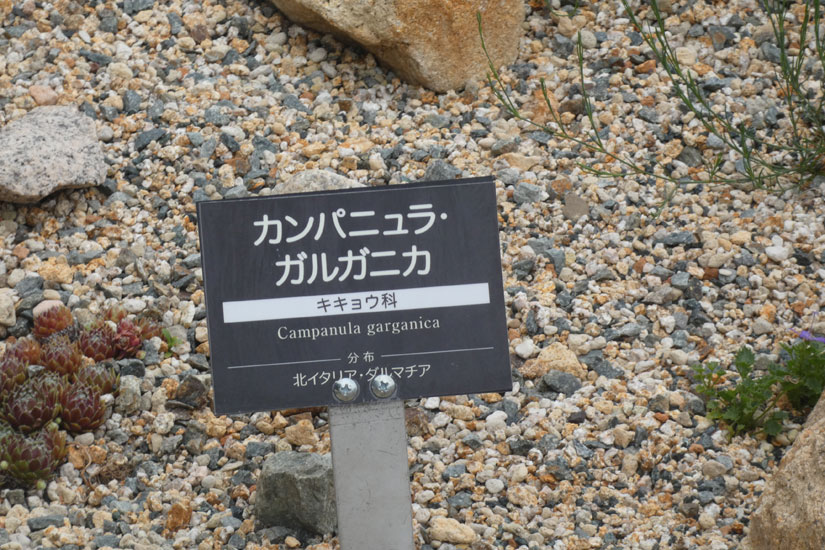 カンパニュラ・
ガルガニカ
キキョウ科
Campanula garganica
分布
北イタリア・ダルマチア